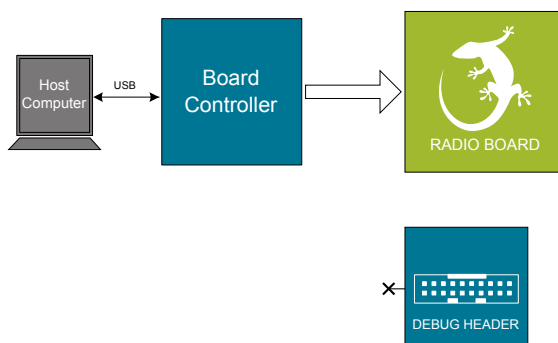 Host
Computer
USB
Board
Controller
RADIO BOARD
DEBUG HEADER